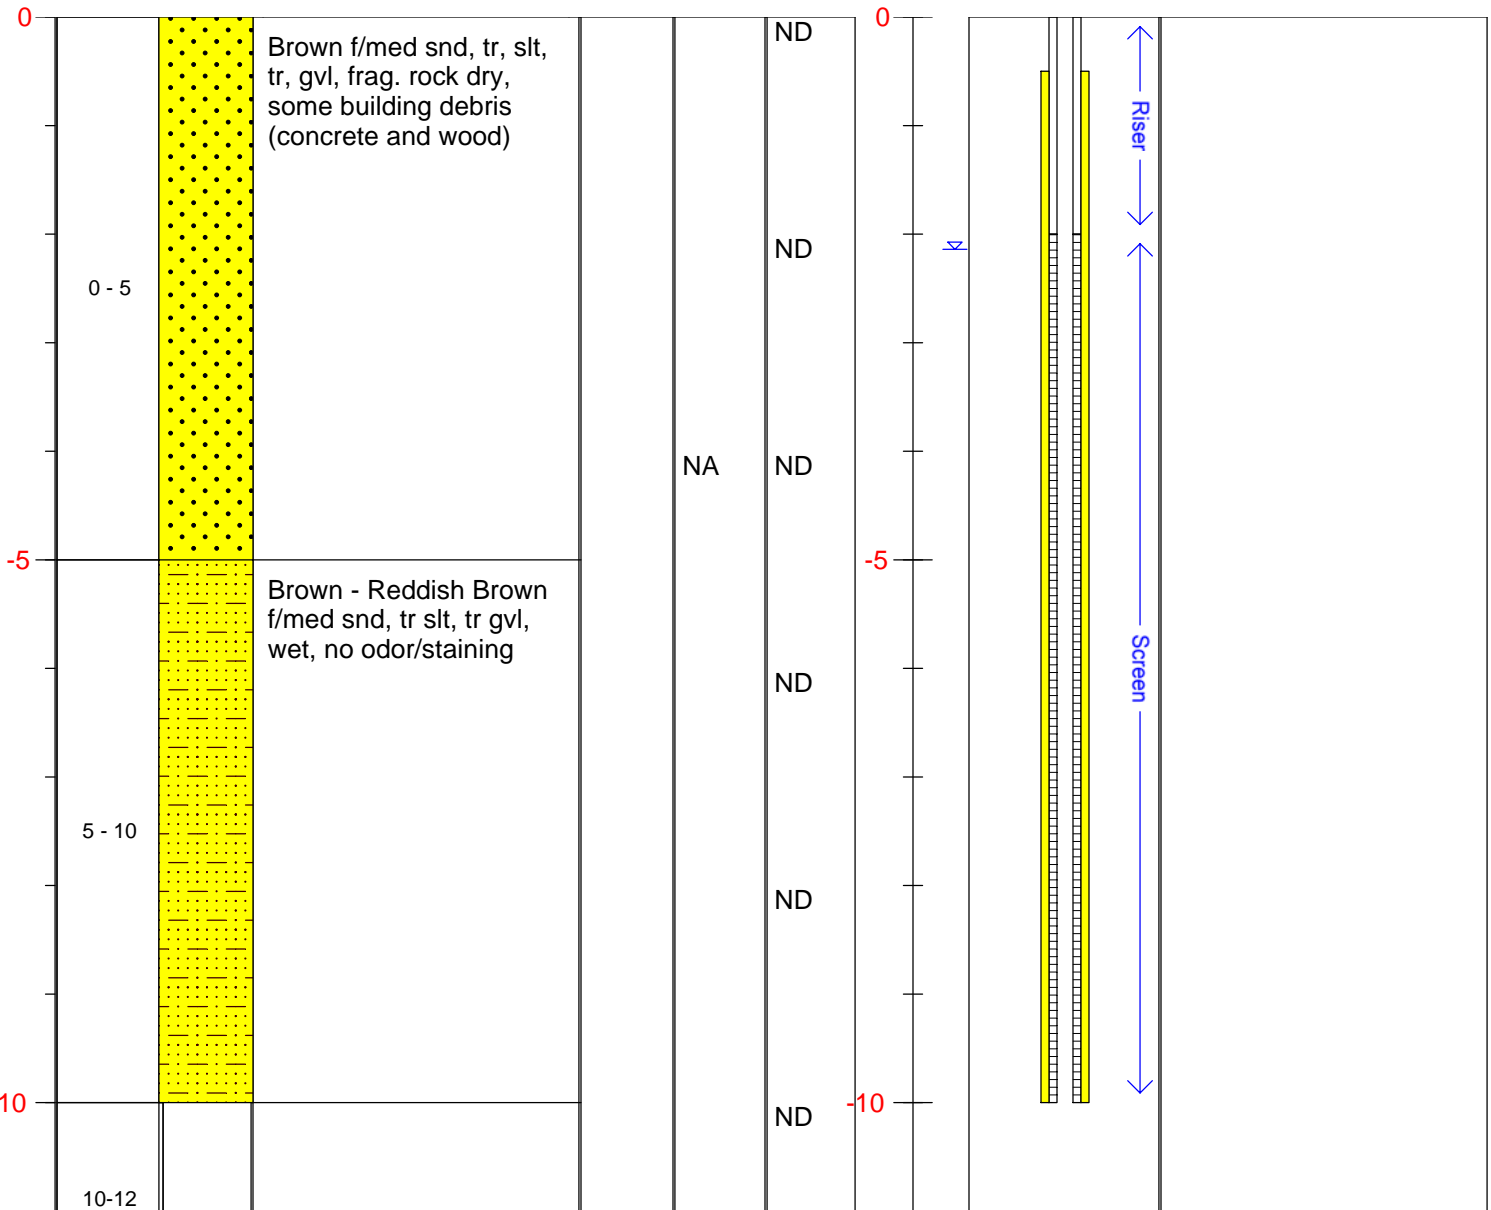 0
Brown f/med snd, tr, slt,
tr, gvl, frag. rock dry,
some building debris
(concrete and wood)
ND
0
Riser
ND
0 - 5
NA
ND
-5
-5
Brown - Reddish Brown
f/med snd, tr slt, tr gvl,
wet, no odor/staining
ND
Screen
5 - 10
ND
10
ND
-10
10-12